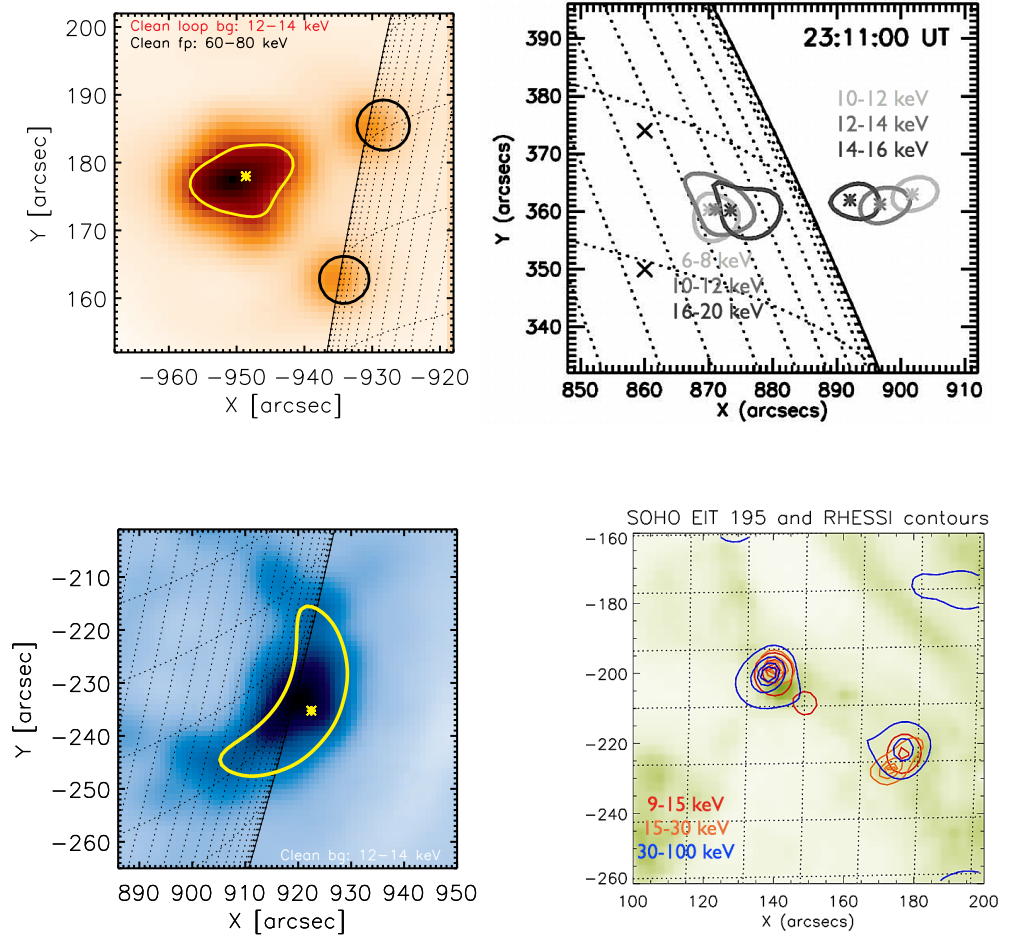 Clean loop bg: 12−14 keV
Clean fp: 60−80 keV
200
190
180
170
160
Y [arcsec]
−960 −950 −940 −930 −920
X [arcsec]
23:11:00 UT
10-12 keV
12-14 keV
14-16 keV
6-8 keV
10-12 keV
16-20 keV
390
380
370
360
350
340
Y (arcsecs)
850 860 870 880 890 900 910
X (arcsecs)
−210
−220
−230
−240
−250
−260
Y [arcsec]
Clean bg: 12−14 keV
890 900 910 920 930 940 950
X [arcsec]
SOHO EIT 195 and RHESSI contours
−160
−180
−200
−220
−240
−260
9-15 keV
15-30 keV
30-100 keV
100 120 140 160 180 200
X (arcsecs)